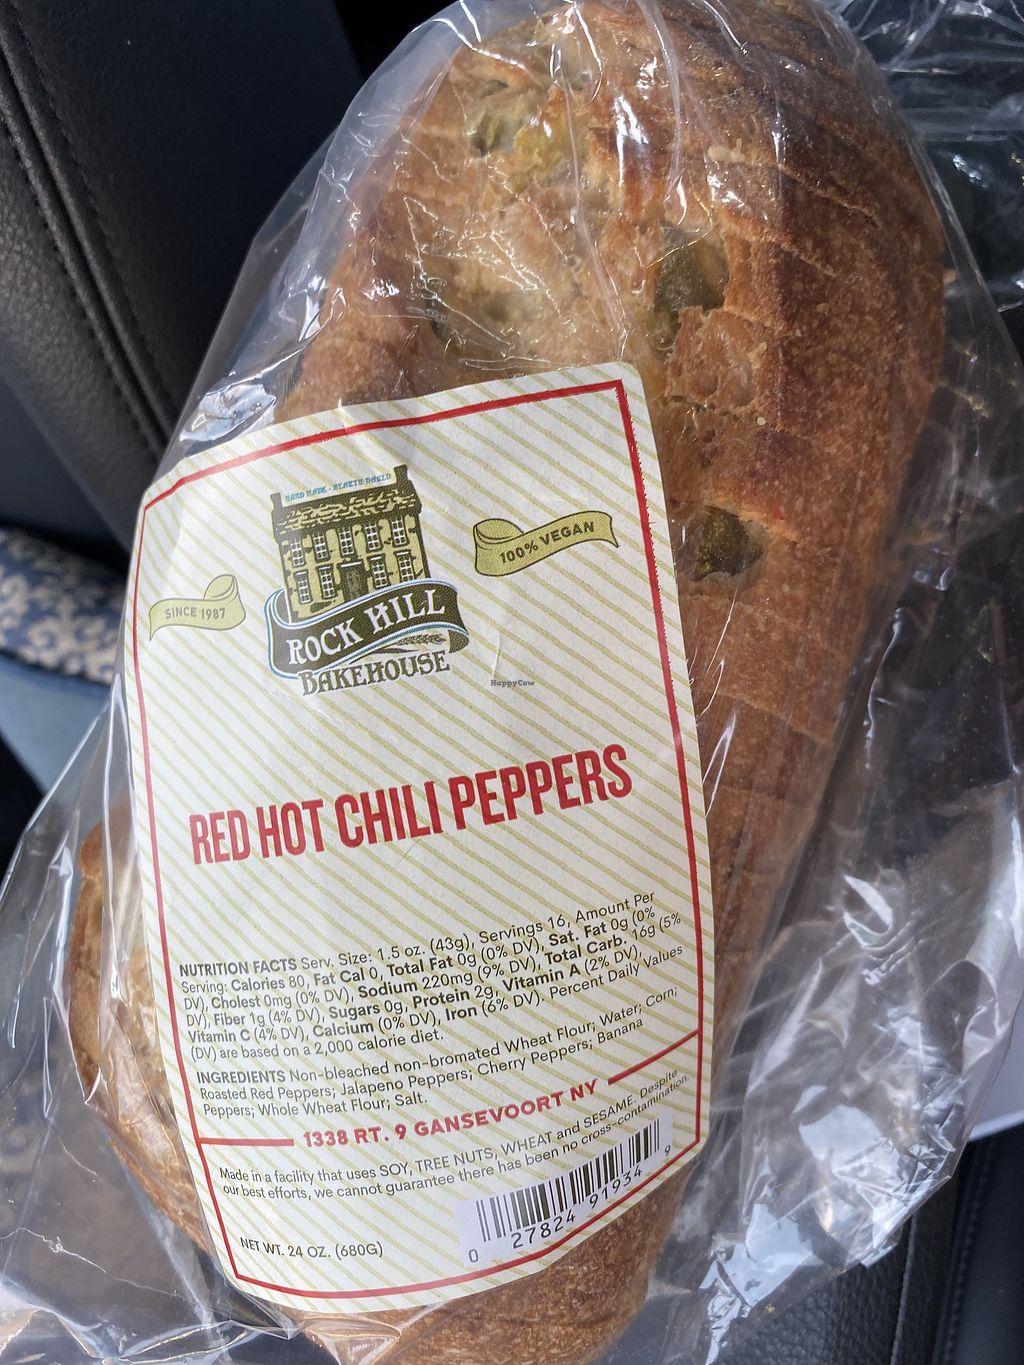 HAND MADE · HEARTH BAKED
100% VEGAN
SINCE 1987
ROCK HILL
BAKEHOUSE
HappyCow
RED HOT CHILI PEPPERS
NUTRITION FACTS Serv. Size: 1.5 oz. (43g), Servings 16, Amount Per
Serving: Calories 80, Fat Cal 0, Total Fat 0g (0% DV), Sat. Fat 0g (0%
DV), Cholest 0mg (0% DV), Sodium 220mg (9% DV), Total Carb. 16g (5%
DV), Fiber 1g (4% DV), Sugars 0g, Protein 2g, Vitamin A (2% DV),
Vitamin C (4% DV), Calcium (0% DV), Iron (6% DV). Percent Daily Values
(DV) are based on a 2,000 calorie diet.
INGREDIENTS Non-bleached non-bromated Wheat Flour; Water; Corn;
Roasted Red Peppers; Jalapeno Peppers; Cherry Peppers; Banana
Peppers; Whole Wheat Flour; Salt.
1338 RT. 9 GANSEVOORT NY
Made in a facility that uses SOY, TREE NUTS, WHEAT and SESAME. Despite
our best efforts, we cannot guarantee there has been no cross-contamination.
NET WT. 24 OZ. (680G)
0 27824 91934 9